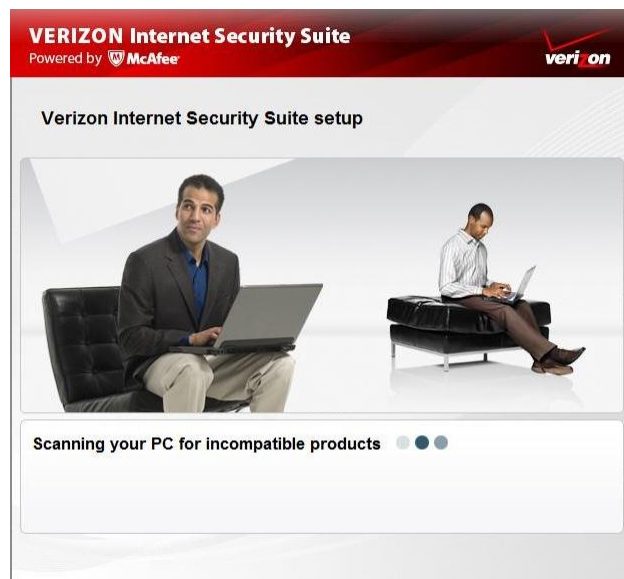 VERIZON Internet Security Suite
Powered by McAfee
verizon
Verizon Internet Security Suite setup
Scanning your PC for incompatible products